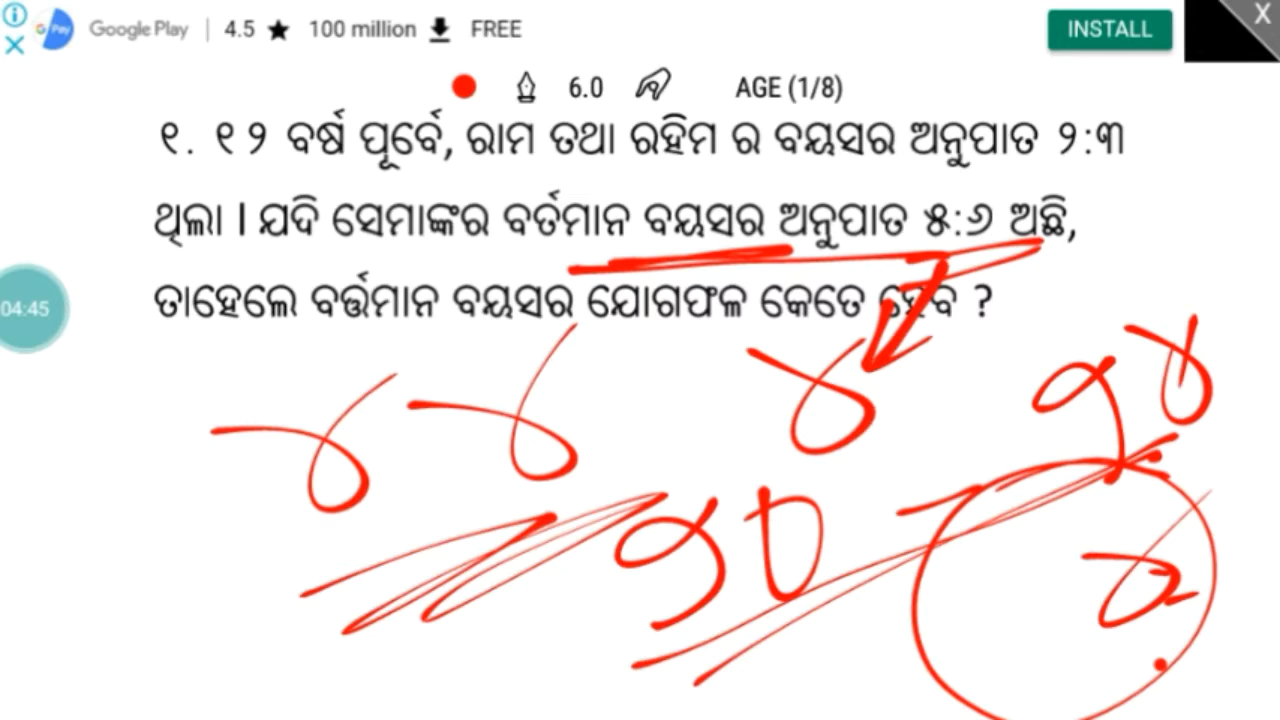 Google Play | 4.5 ★ 100 million FREE
INSTALL
X
6.0 AGE (1/8)
୧. ୧୨ ବର୍ଷ ପୂର୍ବେ, ରାମ ତଥା ରହିମ ର ବୟସର ଅନୁପାତ ୨:୩
ଥିଲା । ଯଦି ସେମାଙ୍କର ବର୍ତମାନ ବୟସର ଅନୁପାତ ୫:୬ ଅଛି,
ତାହେଲେ ବର୍ତ୍ତମାନ ବୟସର ଯୋଗଫଳ କେତେ ହେବ ?
04:45